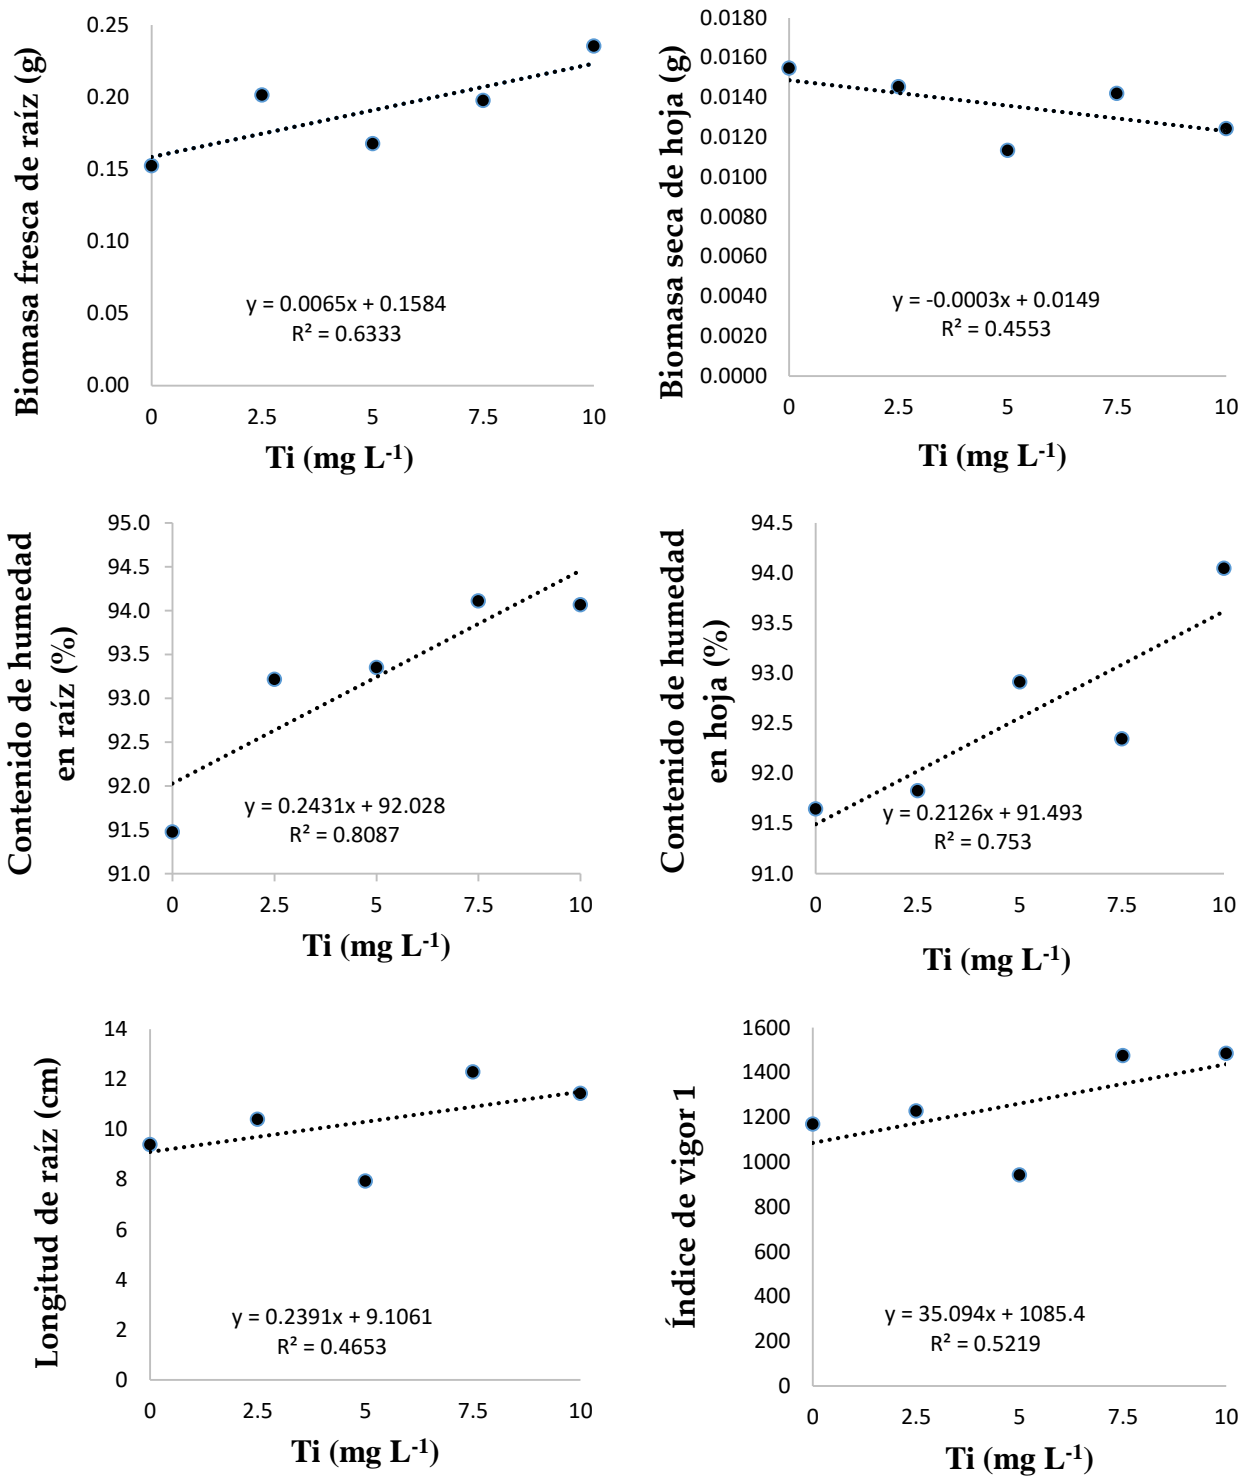 Biomasa fresca de raíz (g)
0.25
0.20
0.15
0.10
0.05
0.00
y = 0.0065x + 0.1584
R² = 0.6333
0 2.5 5 7.5 10
Ti (mg L-1)
Biomasa seca de hoja (g)
0.0180
0.0160
0.0140
0.0120
0.0100
0.0080
0.0060
0.0040
0.0020
0.0000
y = -0.0003x + 0.0149
R² = 0.4553
0 2.5 5 7.5 10
Ti (mg L-1)
Contenido de humedad
en raíz (%)
95.0
94.5
94.0
93.5
93.0
92.5
92.0
91.5
91.0
y = 0.2431x + 92.028
R² = 0.8087
0 2.5 5 7.5 10
Ti (mg L-1)
Contenido de humedad
en hoja (%)
94.5
94.0
93.5
93.0
92.5
92.0
91.5
91.0
y = 0.2126x + 91.493
R² = 0.753
0 2.5 5 7.5 10
Ti (mg L-1)
Longitud de raíz (cm)
14
12
10
8
6
4
2
0
y = 0.2391x + 9.1061
R² = 0.4653
0 2.5 5 7.5 10
Ti (mg L-1)
Índice de vigor 1
1600
1400
1200
1000
800
600
400
200
0
y = 35.094x + 1085.4
R² = 0.5219
0 2.5 5 7.5 10
Ti (mg L-1)